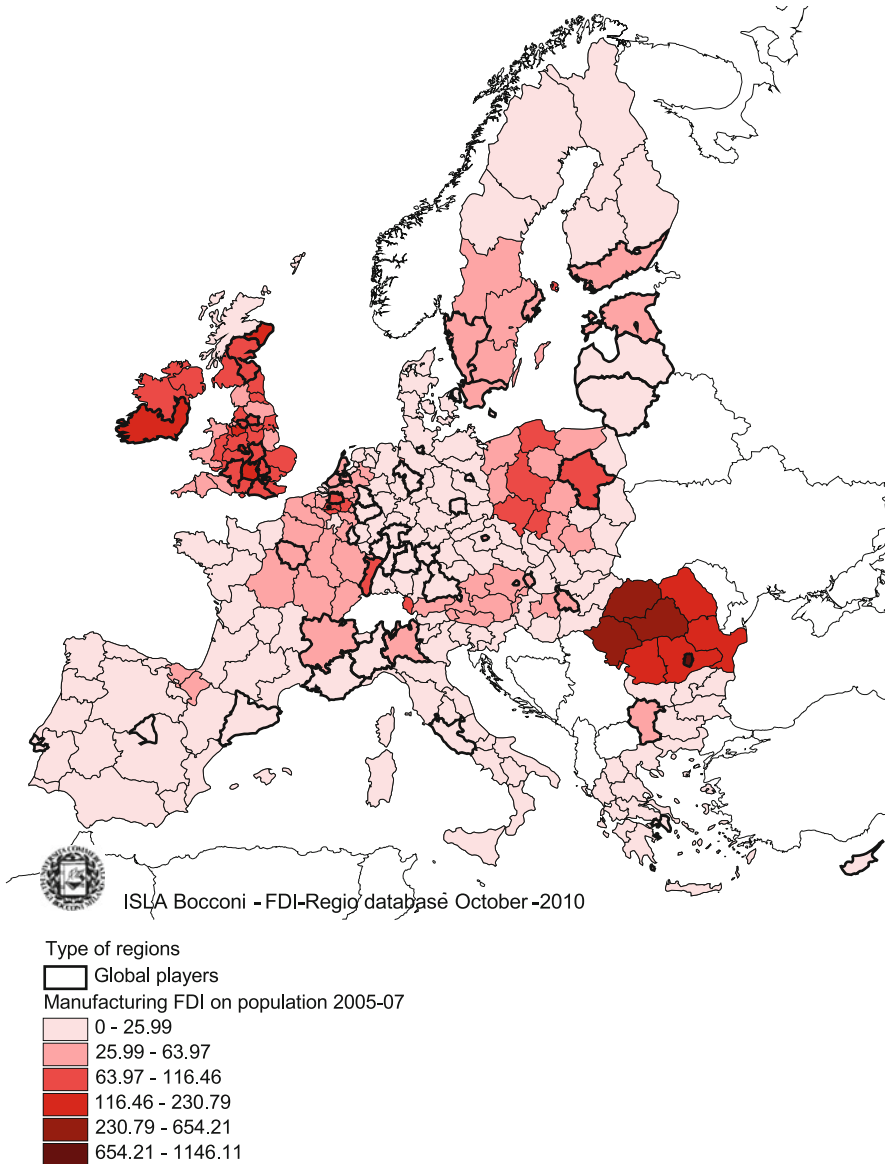 ISLA Bocconi - FDI-Regio database October -2010
Type of regions
Global players
Manufacturing FDI on population 2005-07
0 - 25.99
25.99 - 63.97
63.97 - 116.46
116.46 - 230.79
230.79 - 654.21
654.21 - 1146.11